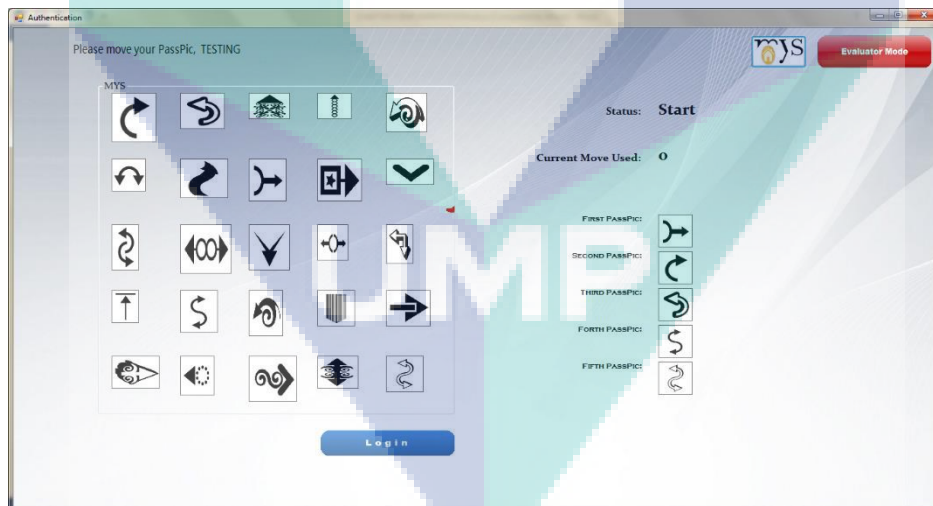 Authentication
Please move your PassPic, TESTING
mys
Evaluator Mode
MYS
Status: Start
Current Move Used: 0
First PassPic:
Second PassPic:
Third PassPic:
Forth PassPic:
Fifth PassPic:
Login
UMP